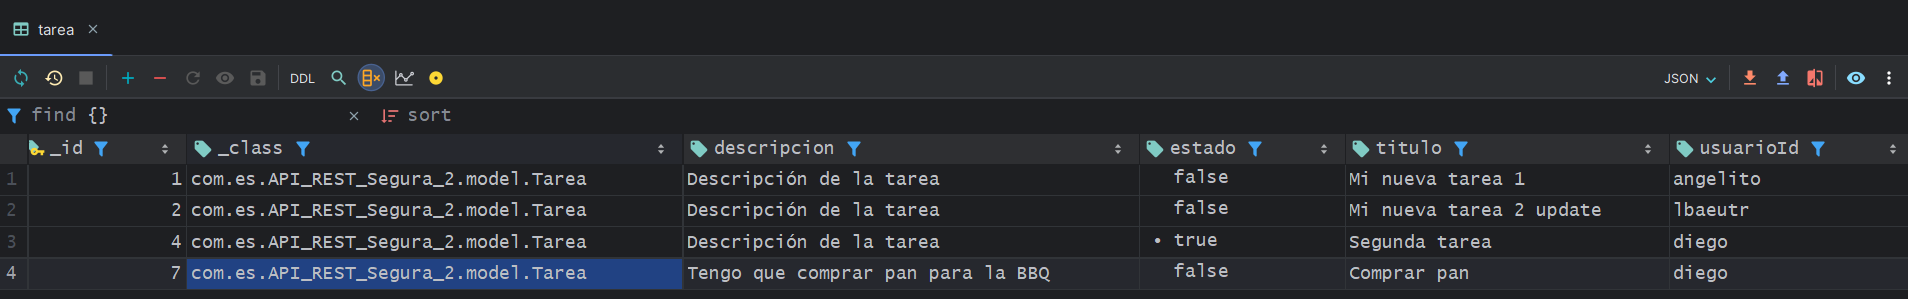 tarea
DDL JSON
find {} sort
_id _class descripcion estado titulo usuarioId
1 1 com.es.API_REST_Segura_2.model.Tarea Descripción de la tarea false Mi nueva tarea 1 angelito
2 2 com.es.API_REST_Segura_2.model.Tarea Descripción de la tarea false Mi nueva tarea 2 update lbaeutr
3 4 com.es.API_REST_Segura_2.model.Tarea Descripción de la tarea true Segunda tarea diego
4 7 com.es.API_REST_Segura_2.model.Tarea Tengo que comprar pan para la BBQ false Comprar pan diego